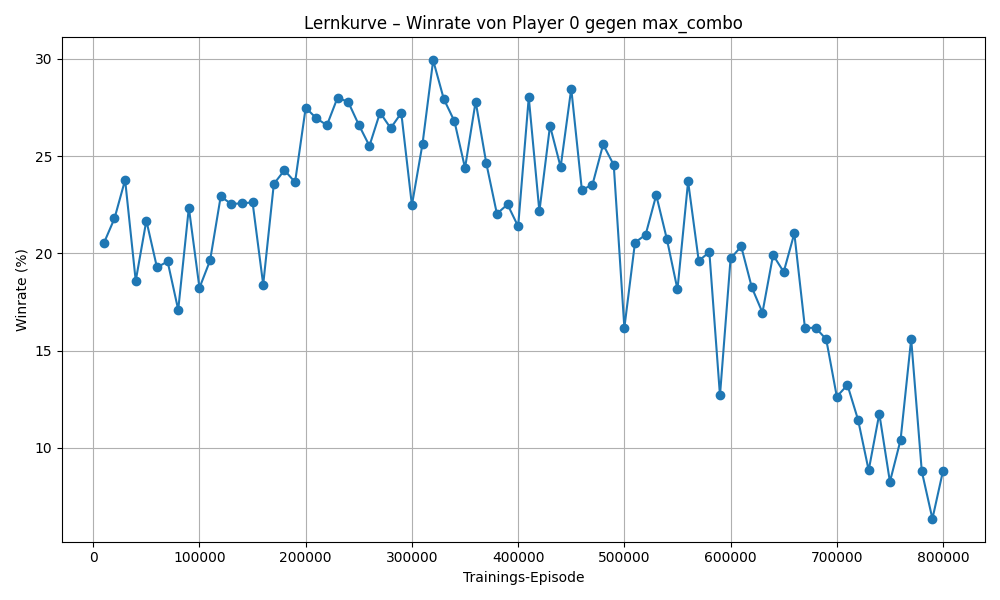 Lernkurve – Winrate von Player 0 gegen max_combo
Winrate (%)
30
25
20
15
10
0 100000 200000 300000 400000 500000 600000 700000 800000
Trainings-Episode